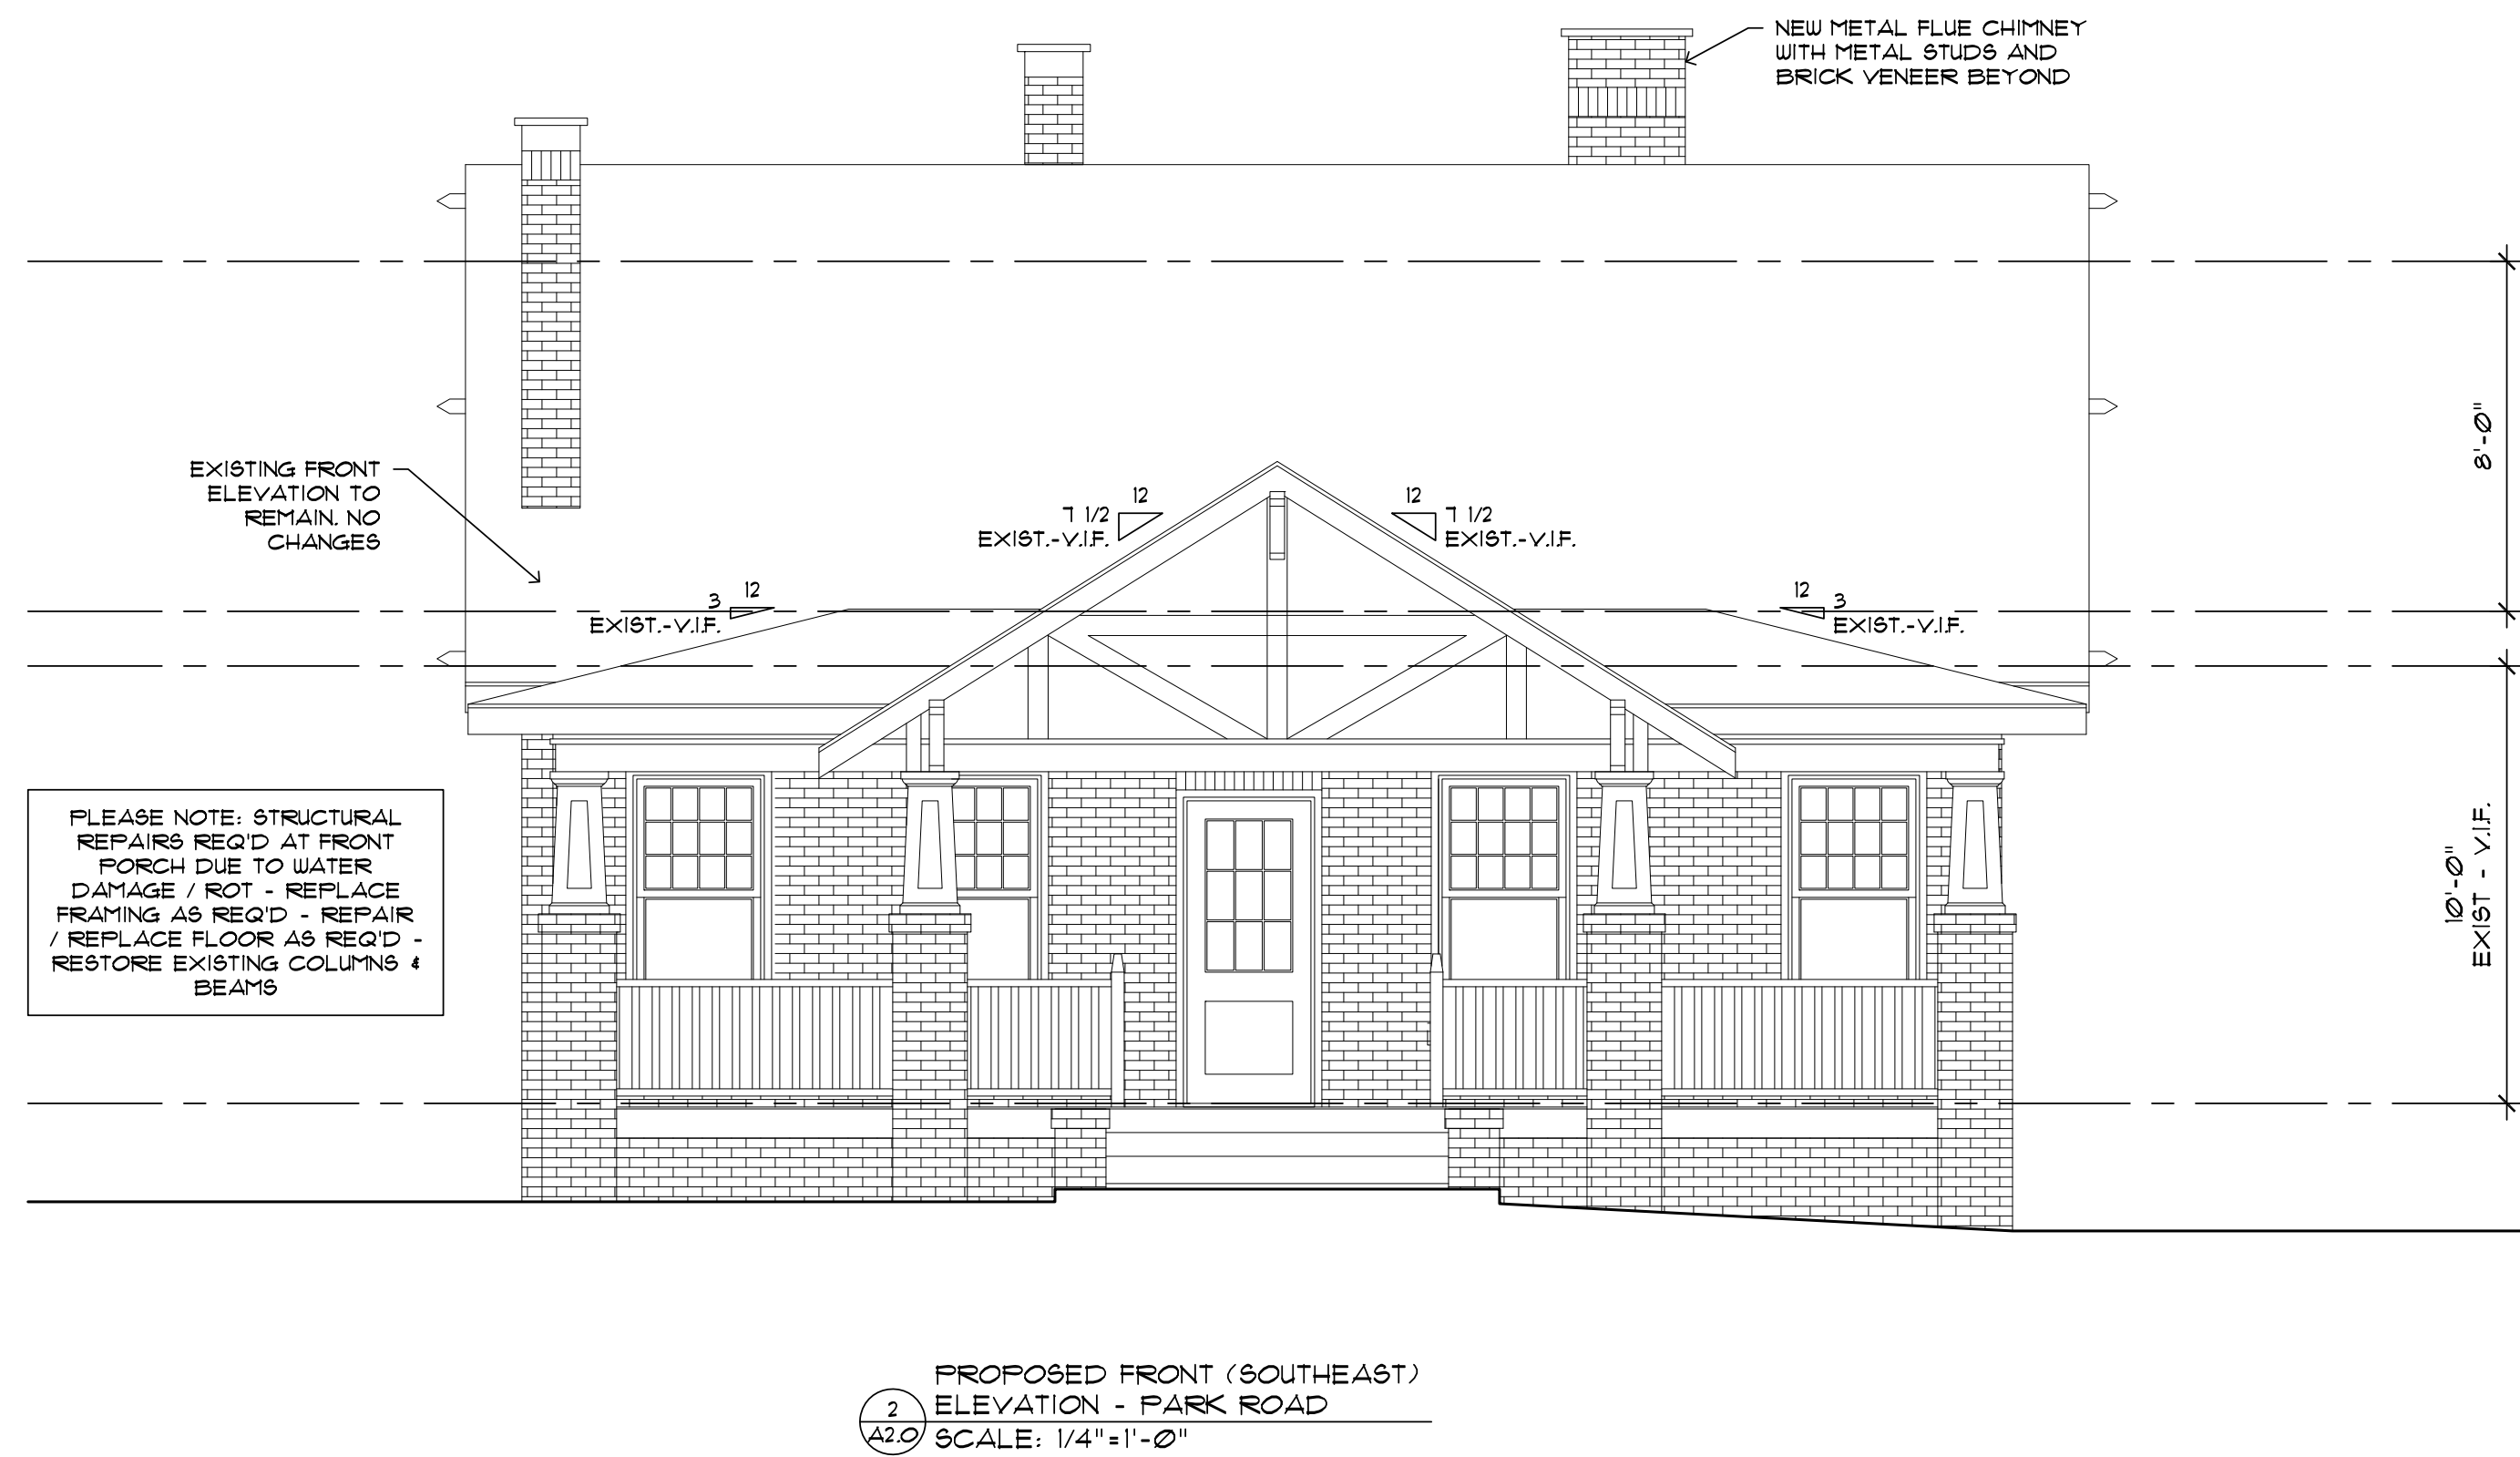 NEW METAL FLUE CHIMNEY
WITH METAL STUDS AND
BRICK VENEER BEYOND
8'-0"
EXISTING FRONT
ELEVATION TO
REMAIN. NO
CHANGES
12
7 1/2
EXIST.-V.I.F.
12
7 1/2
EXIST.-V.I.F.
12
3
EXIST.-V.I.F.
12
3
EXIST.-V.I.F.
PLEASE NOTE: STRUCTURAL
REPAIRS REQ'D AT FRONT
PORCH DUE TO WATER
DAMAGE / ROT - REPLACE
FRAMING AS REQ'D - REPAIR
/ REPLACE FLOOR AS REQ'D -
RESTORE EXISTING COLUMNS &
BEAMS
10'-0"
EXIST - V.I.F.
PROPOSED FRONT (SOUTHEAST)
ELEVATION - PARK ROAD
2
A2.0
SCALE: 1/4"=1'-0"